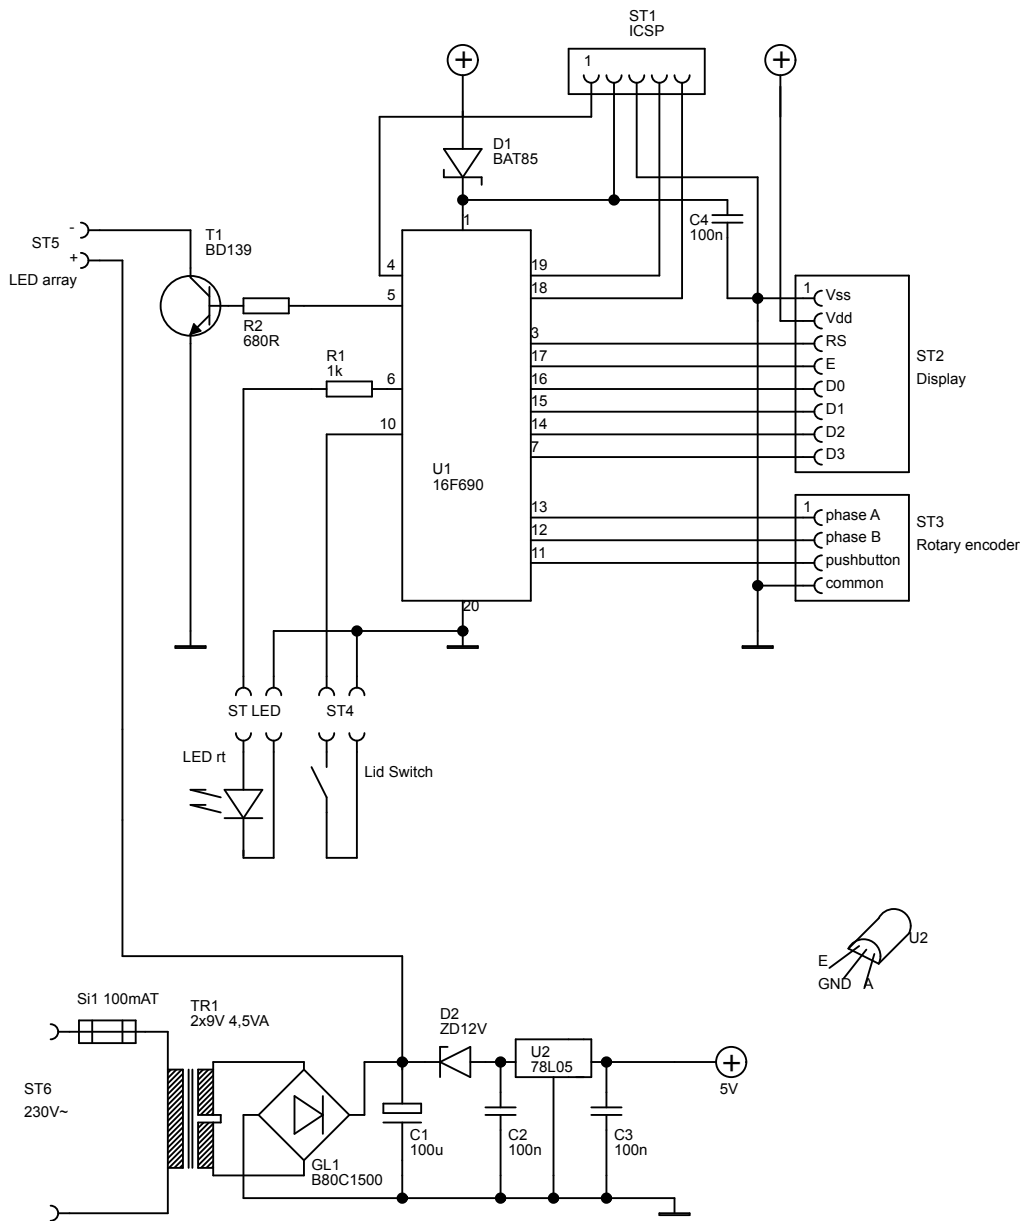 ST1
ICSP
1
D1
BAT85
1
C4
100n
ST5
-
+
LED array
T1
BD139
R2
680R
R1
1k
4
5
6
10
19
18
3
17
16
15
14
7
13
12
11
20
U1
16F690
1
Vss
Vdd
RS
E
D0
D1
D2
D3
ST2
Display
1
phase A
phase B
pushbutton
common
ST3
Rotary encoder
ST LED
ST4
LED rt
Lid Switch
U2
E
GND
A
Si1 100mAT
TR1
2x9V 4,5VA
ST6
230V~
D2
ZD12V
U2
78L05
5V
C1
100u
C2
100n
C3
100n
GL1
B80C1500